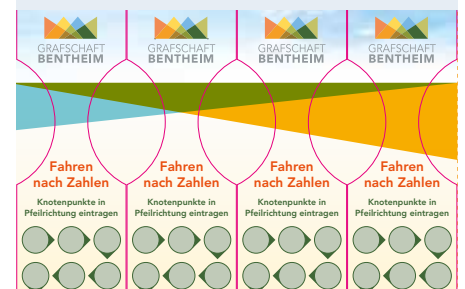 GRAFSCHAFT
BENTHEIM
GRAFSCHAFT
BENTHEIM
GRAFSCHAFT
BENTHEIM
GRAFSCHAFT
BENTHEIM
Fahren
nach Zahlen
Fahren
nach Zahlen
Fahren
nach Zahlen
Fahren
nach Zahlen
Knotenpunkte in
Pfeilrichtung eintragen
Knotenpunkte in
Pfeilrichtung eintragen
Knotenpunkte in
Pfeilrichtung eintragen
Knotenpunkte in
Pfeilrichtung eintragen